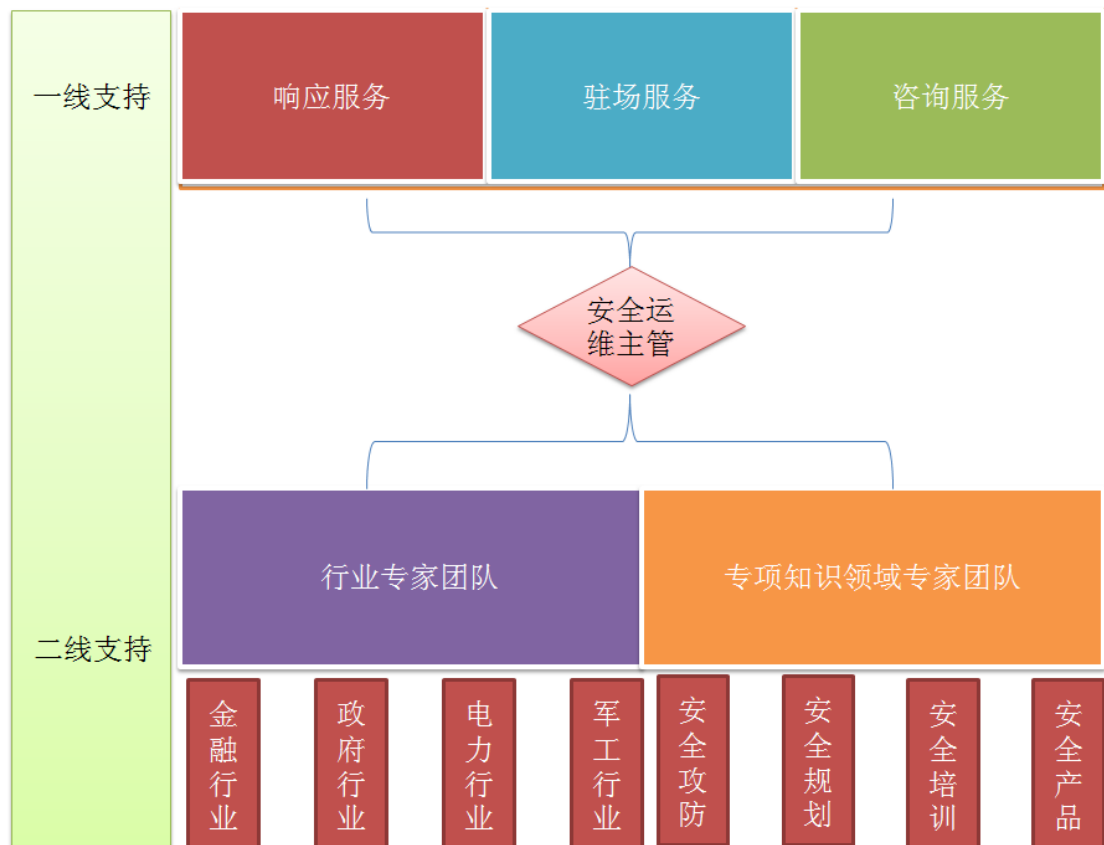 一线支持
响应服务
驻场服务
咨询服务
安全运
维主管
行业专家团队
专项知识领域专家团队
二线支持
金融行业
政府行业
电力行业
军工行业
安全攻防
安全规划
安全培训
安全产品